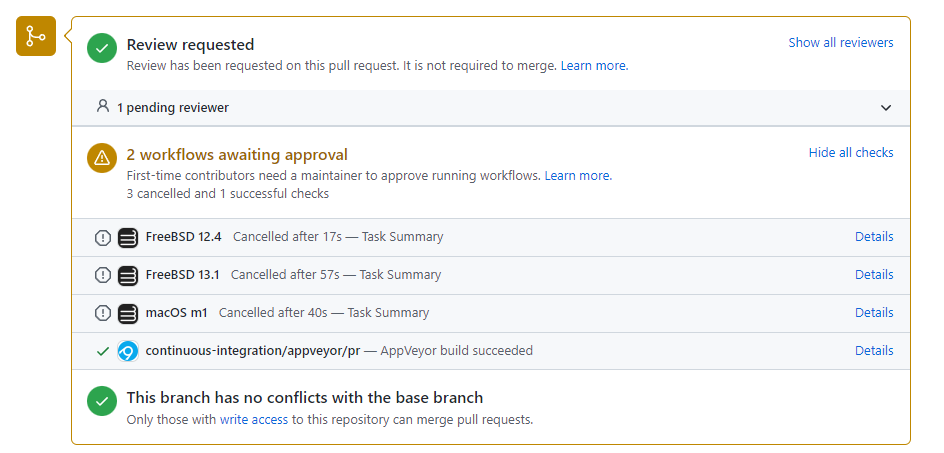 Review requested
Show all reviewers
Review has been requested on this pull request. It is not required to merge. Learn more.
1 pending reviewer
2 workflows awaiting approval
Hide all checks
First-time contributors need a maintainer to approve running workflows. Learn more.
3 cancelled and 1 successful checks
FreeBSD 12.4 Cancelled after 17s — Task Summary Details
FreeBSD 13.1 Cancelled after 57s — Task Summary Details
macOS m1 Cancelled after 40s — Task Summary Details
continuous-integration/appveyor/pr — AppVeyor build succeeded Details
This branch has no conflicts with the base branch
Only those with write access to this repository can merge pull requests.